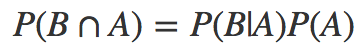 P(B ∩ A) = P(B|A)P(A)